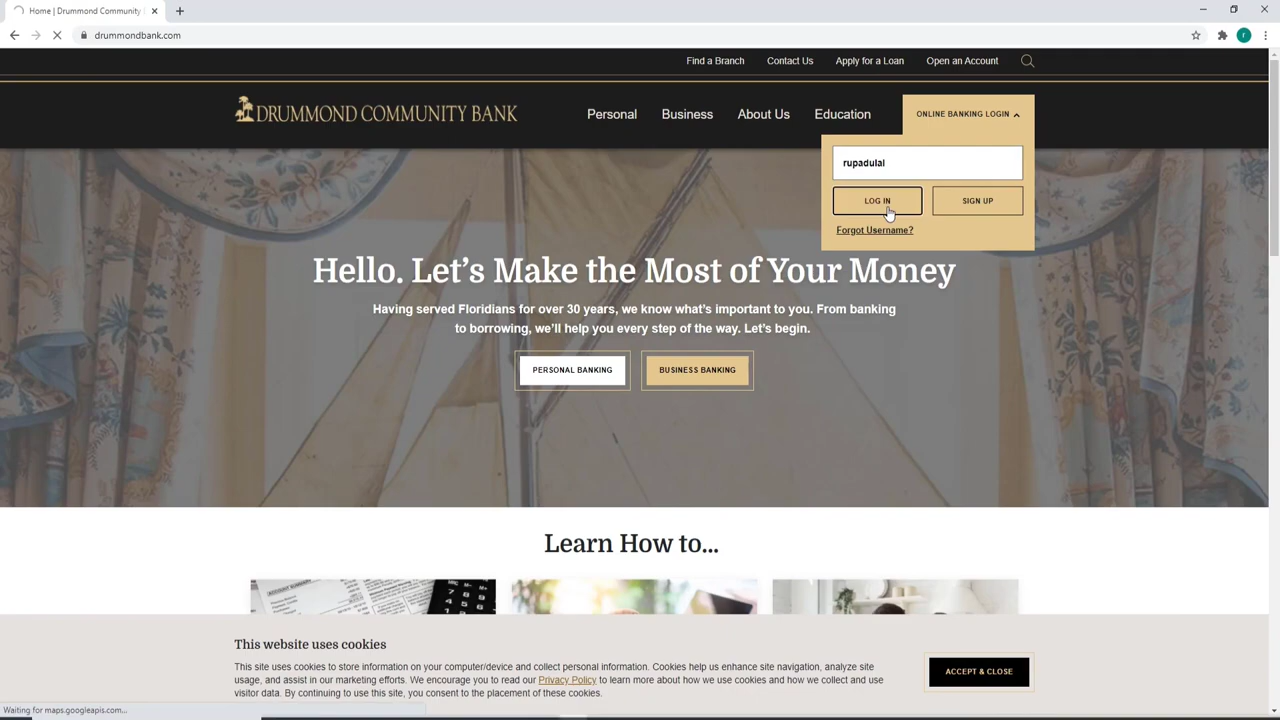 Home | Drummond Community
drummondbank.com
Find a Branch Contact Us Apply for a Loan Open an Account
DRUMMOND COMMUNITY BANK
Personal Business About Us Education ONLINE BANKING LOGIN
rupadulal
LOG IN SIGN UP
Forgot Username?
Hello. Let’s Make the Most of Your Money
Having served Floridians for over 30 years, we know what’s important to you. From banking
to borrowing, we’ll help you every step of the way. Let’s begin.
PERSONAL BANKING BUSINESS BANKING
Learn How to...
This website uses cookies
This site uses cookies to store information on your computer/device and collect personal information. Cookies help us enhance site navigation, analyze site
usage, and assist in our marketing efforts. We encourage you to read our Privacy Policy to learn more about how we use cookies and how we collect and use
visitor data. By continuing to use this site, you consent to the placement of these cookies.
ACCEPT & CLOSE
Waiting for maps.googleapis.com...